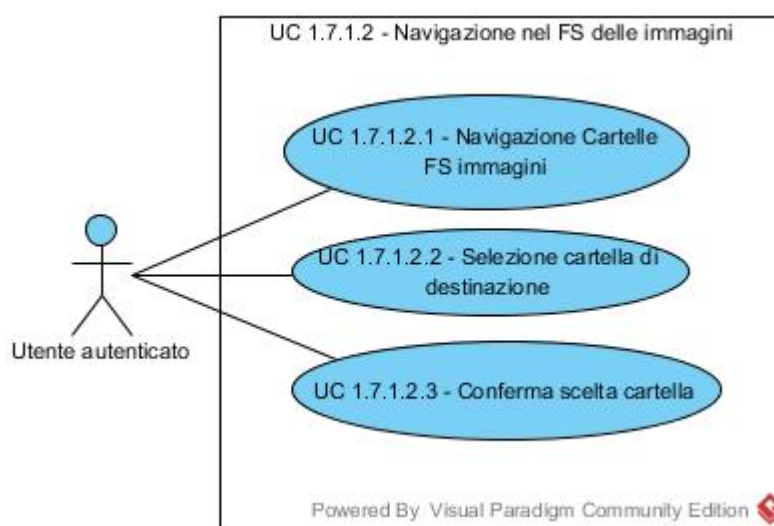 UC 1.7.1.2 - Navigazione nel FS delle immagini
UC 1.7.1.2.1 - Navigazione Cartelle
FS immagini
UC 1.7.1.2.2 - Selezione cartella di
destinazione
Utente autenticato
UC 1.7.1.2.3 - Conferma scelta cartella
Powered By Visual Paradigm Community Edition